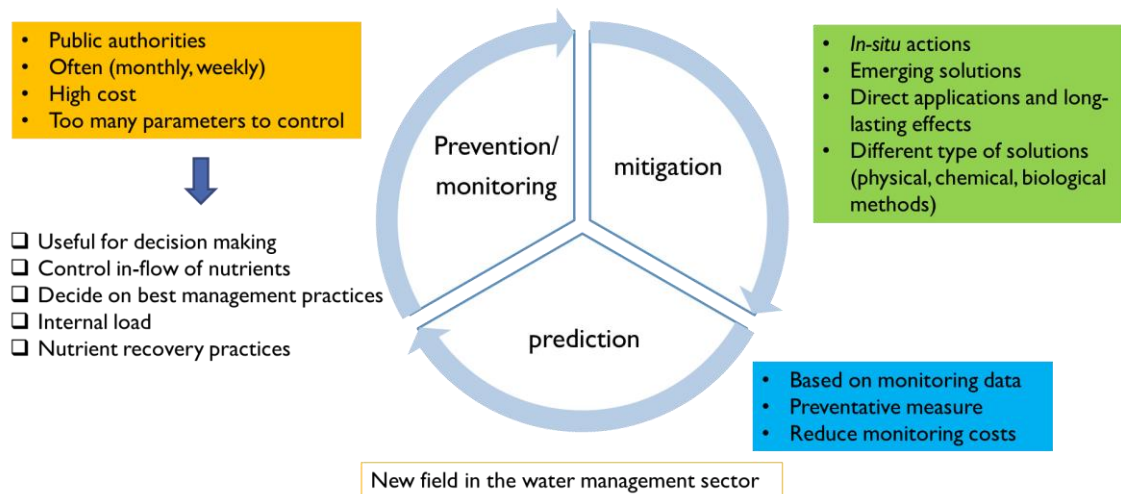 • Public authorities
• Often (monthly, weekly)
• High cost
• Too many parameters to control
❑ Useful for decision making
❑ Control in-flow of nutrients
❑ Decide on best management practices
❑ Internal load
❑ Nutrient recovery practices
Prevention/
monitoring
mitigation
prediction
• In-situ actions
• Emerging solutions
• Direct applications and long-
lasting effects
• Different type of solutions
(physical, chemical, biological
methods)
• Based on monitoring data
• Preventative measure
• Reduce monitoring costs
New field in the water management sector